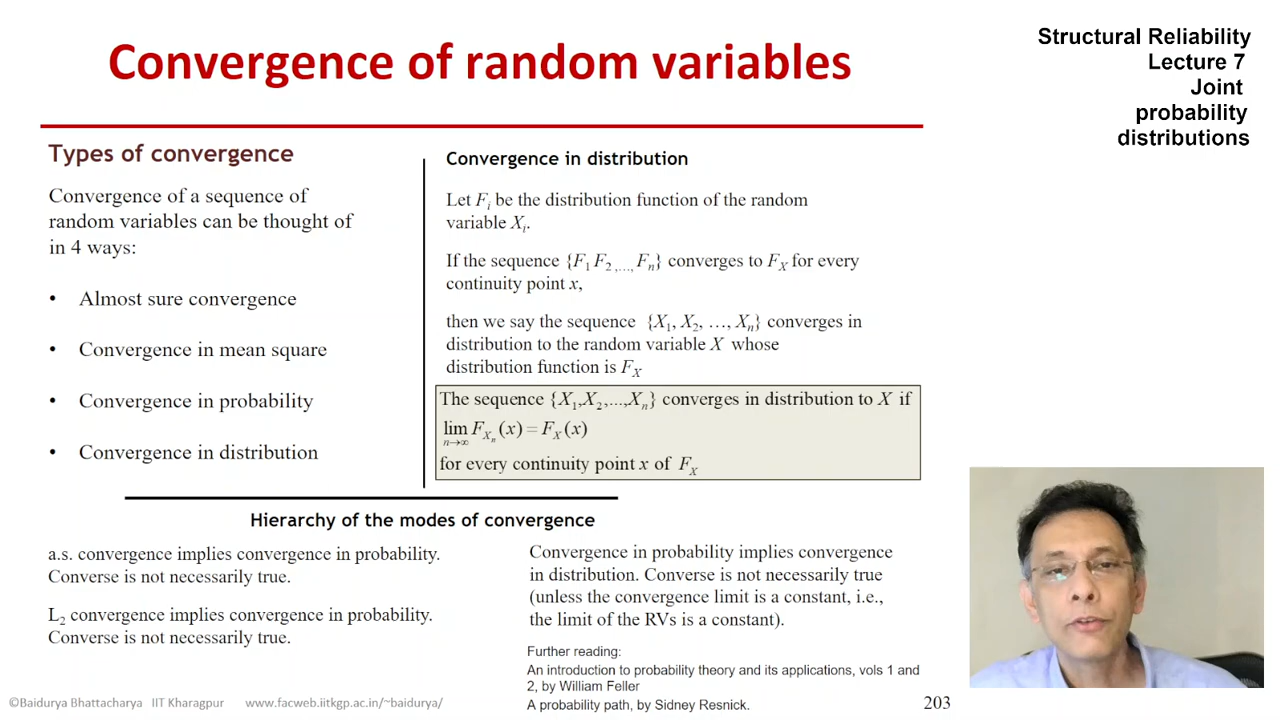 Convergence of random variables
Structural Reliability
Lecture 7
Joint
probability
distributions
Types of convergence
Convergence of a sequence of
random variables can be thought of
in 4 ways:
• Almost sure convergence
• Convergence in mean square
• Convergence in probability
• Convergence in distribution
Convergence in distribution
Let F_i be the distribution function of the random
variable X_i.
If the sequence {F_1 F_2 ,..., F_n} converges to F_X for every
continuity point x,
then we say the sequence {X_1, X_2, …, X_n} converges in
distribution to the random variable X whose
distribution function is F_X
The sequence {X_1,X_2,...,X_n} converges in distribution to X if
lim n→∞ F_{X_n}(x) = F_X(x)
for every continuity point x of F_X
Hierarchy of the modes of convergence
a.s. convergence implies convergence in probability.
Converse is not necessarily true.
L_2 convergence implies convergence in probability.
Converse is not necessarily true.
Convergence in probability implies convergence
in distribution. Converse is not necessarily true
(unless the convergence limit is a constant, i.e.,
the limit of the RVs is a constant).
Further reading:
An introduction to probability theory and its applications, vols 1 and
2, by William Feller
A probability path, by Sidney Resnick.
©Baidurya Bhattacharya IIT Kharagpur www.facweb.iitkgp.ac.in/~baidurya/
203